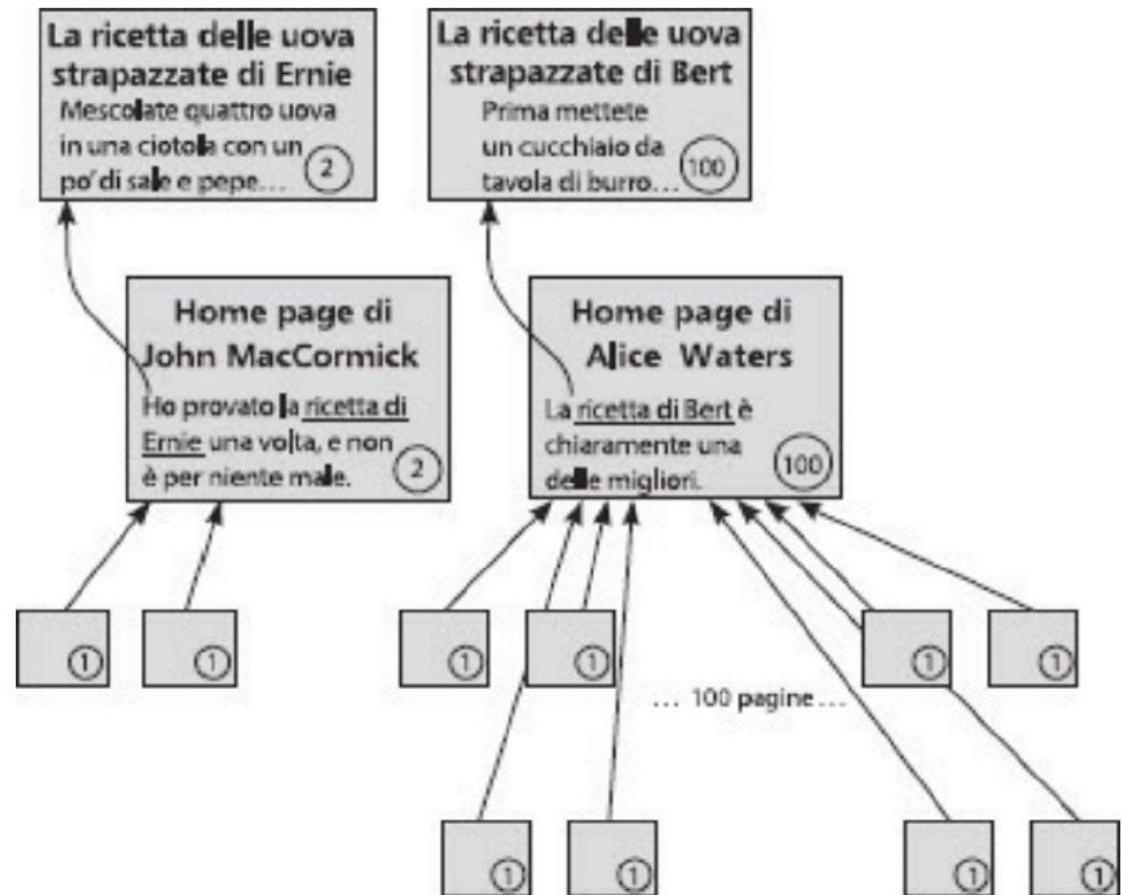 La ricetta delle uova
strapazzate di Ernie
Mescolate quattro uova
in una ciotola con un
po' di sale e pepe...
2
La ricetta delle uova
strapazzate di Bert
Prima mettete
un cucchiaio da
tavola di burro...
100
Home page di
John MacCormick
Ho provato la ricetta di
Ernie una volta, e non
è per niente male.
2
Home page di
Alice Waters
La ricetta di Bert è
chiaramente una
delle migliori.
100
1
1
1
1
1
1
... 100 pagine ...
1
1
1
1